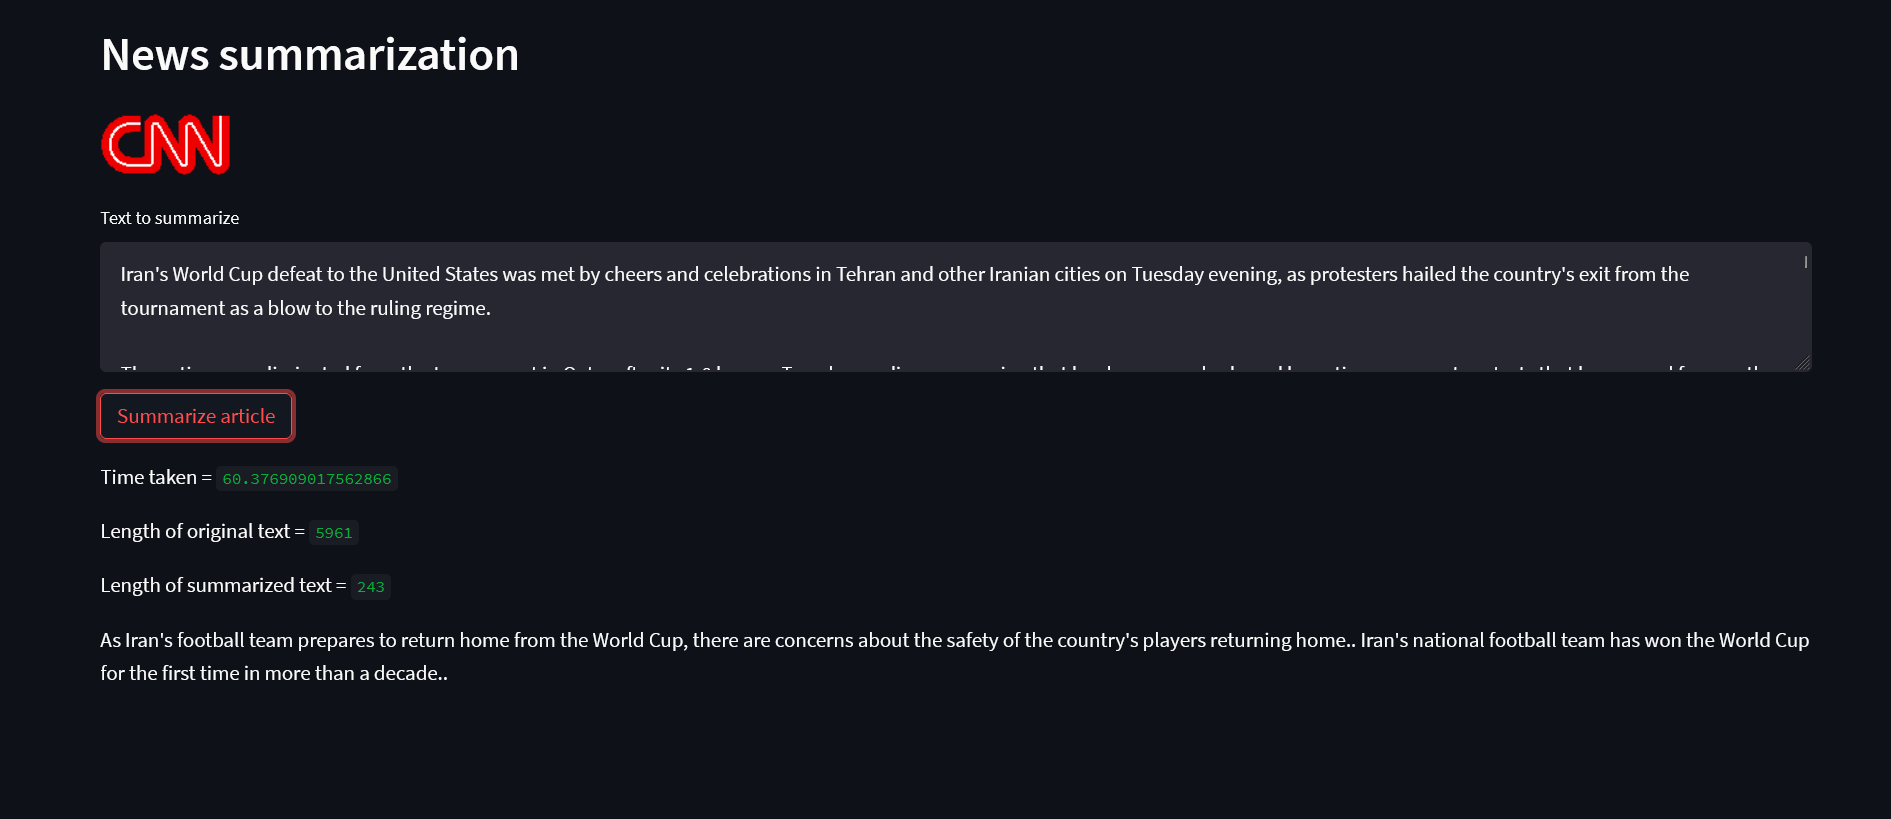 News summarization
CNN
Text to summarize
Iran's World Cup defeat to the United States was met by cheers and celebrations in Tehran and other Iranian cities on Tuesday evening, as protesters hailed the country's exit from the
tournament as a blow to the ruling regime.
Summarize article
Time taken = 60.376909017562866
Length of original text = 5961
Length of summarized text = 243
As Iran's football team prepares to return home from the World Cup, there are concerns about the safety of the country's players returning home.. Iran's national football team has won the World Cup
for the first time in more than a decade..